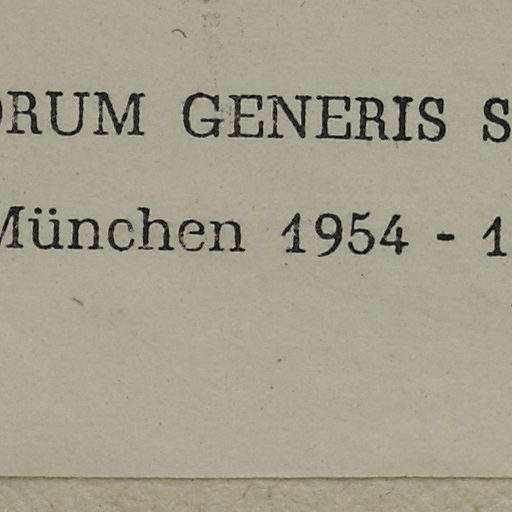 ORUM GENERIS S
München 1954 - 1